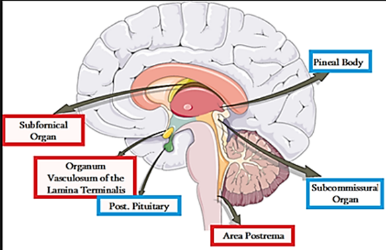 Pineal Body
Subfornical
Organ
Organum
Vasculosum of the
Lamina Terminalis
Post. Pituitary
Subcommissural
Organ
Area Postrema